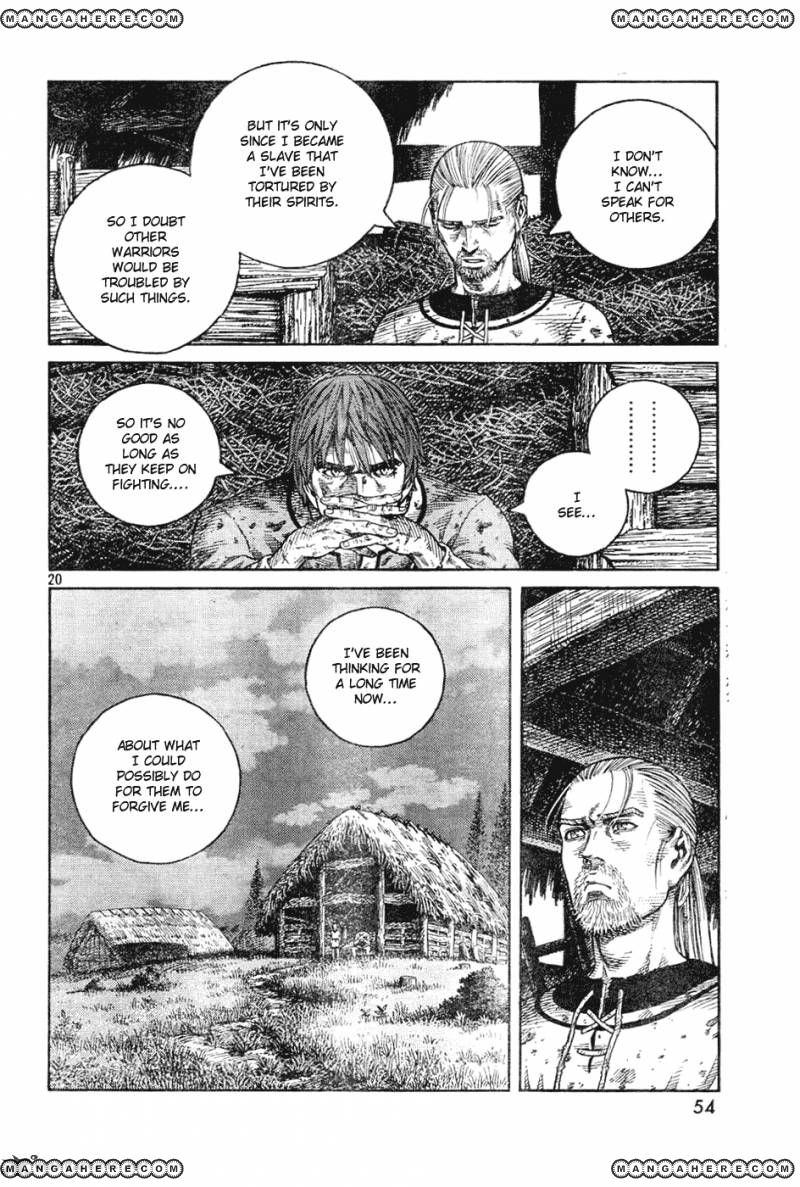 MANGAHERE.COM
MANGAHERE.COM
I DON'T
KNOW...
I CAN'T
SPEAK FOR
OTHERS.
BUT IT'S ONLY
SINCE I BECAME
A SLAVE THAT
I'VE BEEN
TORTURED BY
THEIR SPIRITS.
SO I DOUBT
OTHER
WARRIORS
WOULD BE
TROUBLED BY
SUCH THINGS.
I
SEE...
SO IT'S NO
GOOD AS
LONG AS
THEY KEEP ON
FIGHTING....
20
I'VE BEEN
THINKING FOR
A LONG TIME
NOW...
ABOUT WHAT
I COULD
POSSIBLY DO
FOR THEM TO
FORGIVE ME...
54
MANGAHERE.COM
MANGAHERE.COM